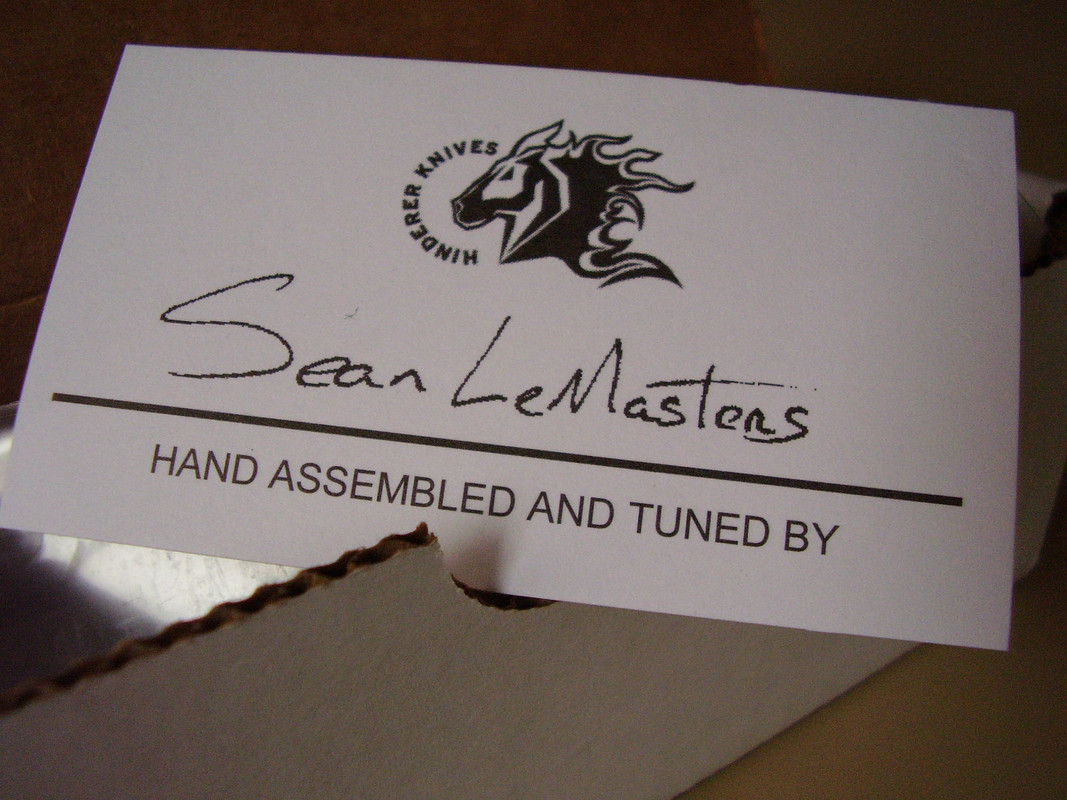 HINDERER KNIVES
Sean LeMasters
HAND ASSEMBLED AND TUNED BY